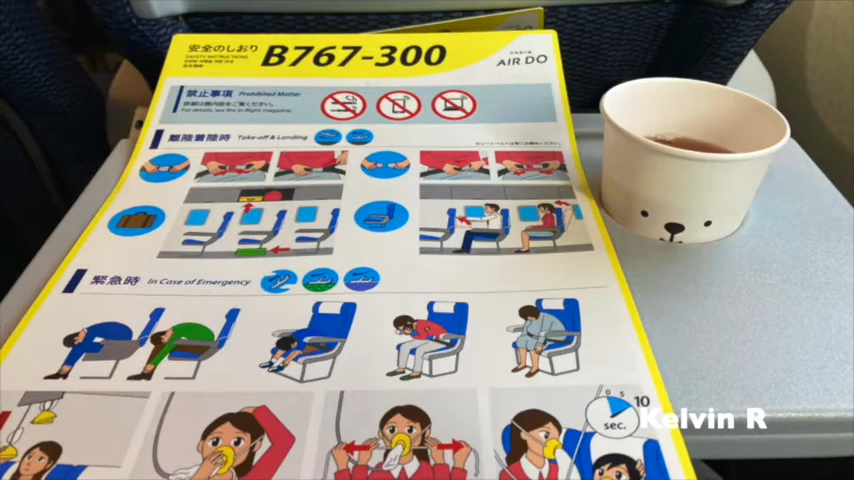 安全のしおり
SAFETY INSTRUCTIONS
B767-300
AIR DO
禁止事項 Prohibited Matter
詳細は機内誌をご覧ください。
For details, see the in-flight magazine.
離陸着陸時 Take-off & Landing
緊急時 In Case of Emergency
0 5 10
sec.
Kelvin R